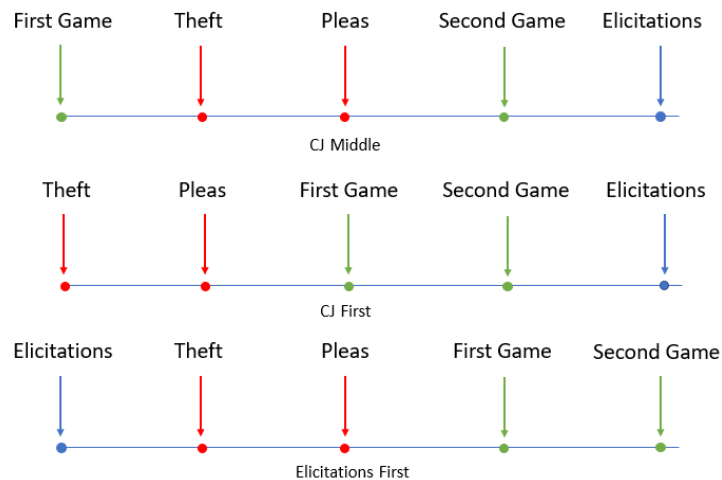 First Game Theft Pleas Second Game Elicitations
CJ Middle
Theft Pleas First Game Second Game Elicitations
CJ First
Elicitations Theft Pleas First Game Second Game
Elicitations First